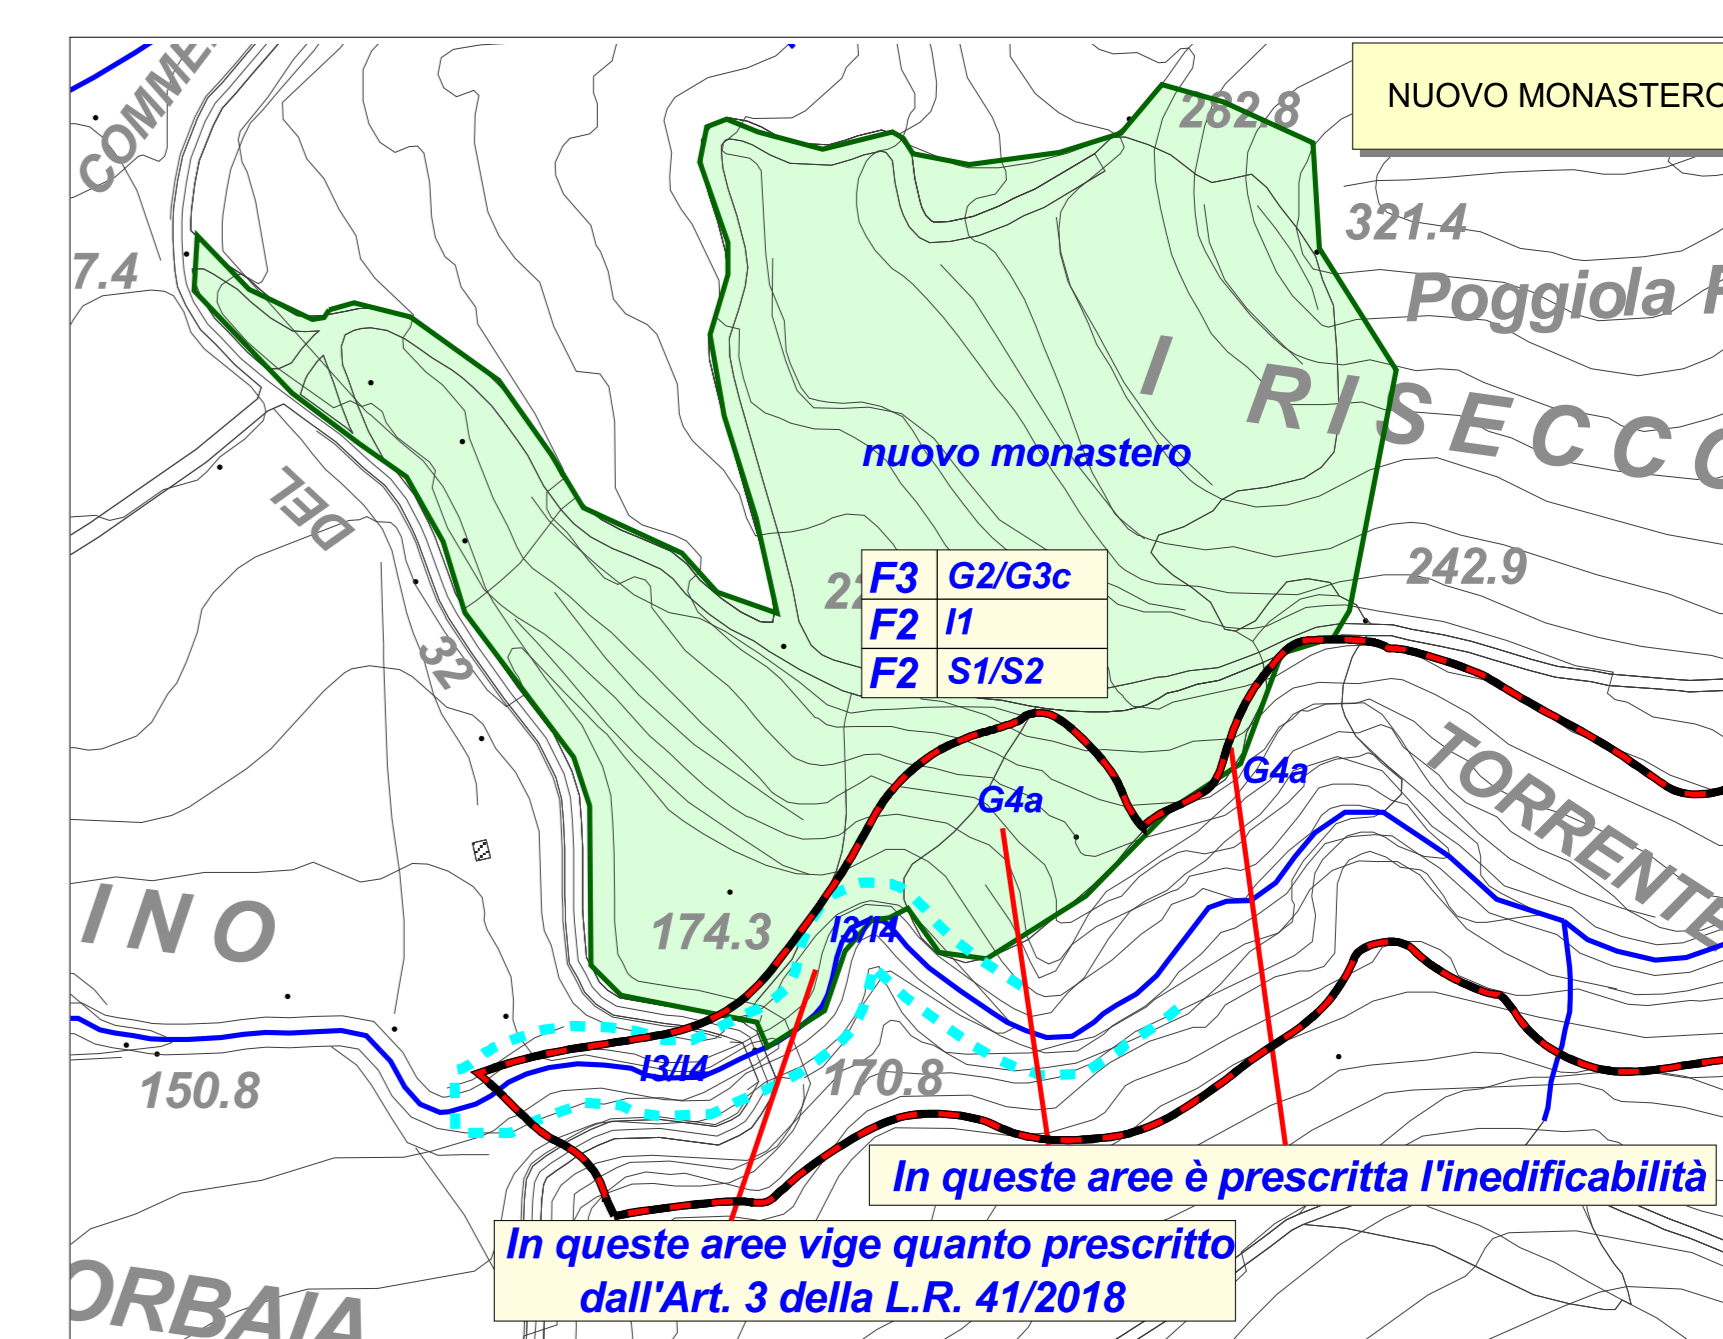 COMME
282.8
NUOVO MONASTERO
321.4
7.4
Poggiola
I RISECCO
nuovo monastero
DEL
242.9
F3 G2/G3c
F2 I1
F2 S1/S2
32
TORRENTE
G4a
G4a
INO
174.3
I3/I4
I3/I4
170.8
150.8
In queste aree è prescritta l'inedificabilità
In queste aree vige quanto prescritto
dall'Art. 3 della L.R. 41/2018
ORBAIA